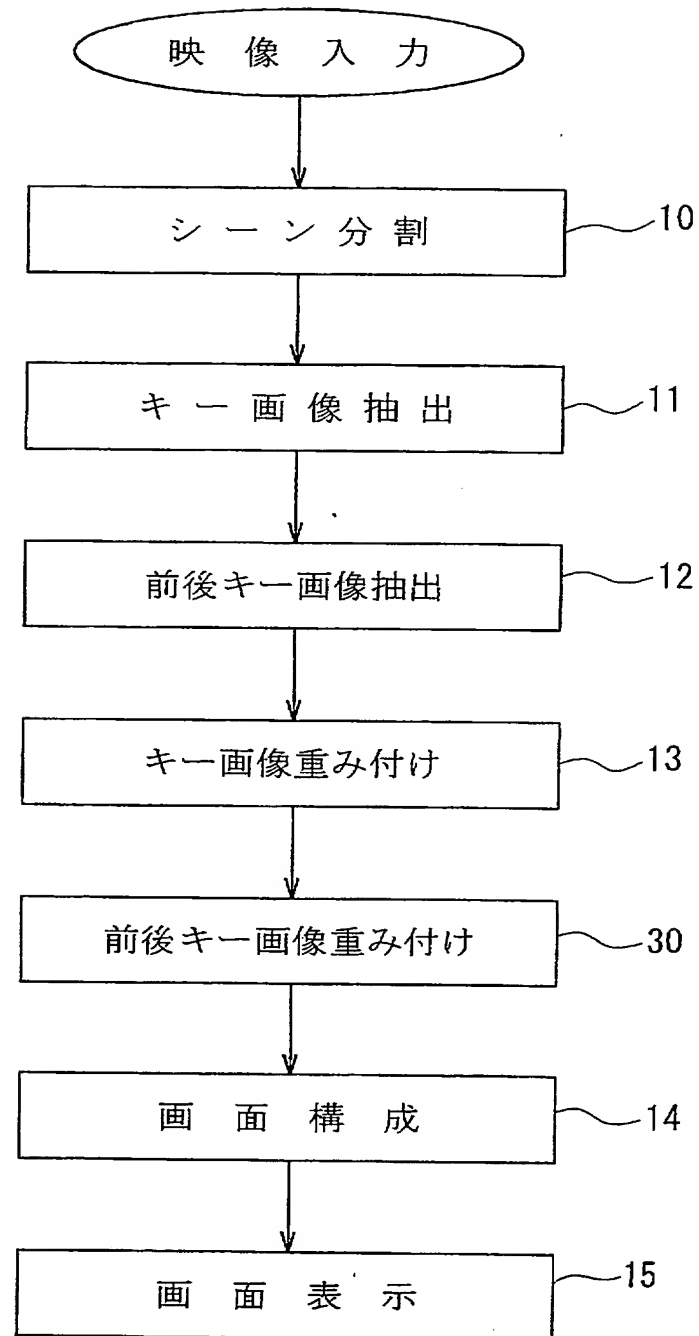 映像入力
シーン分割
10
キー画像抽出
11
前後キー画像抽出
12
キー画像重み付け
13
前後キー画像重み付け
30
画面構成
14
画面表示
15